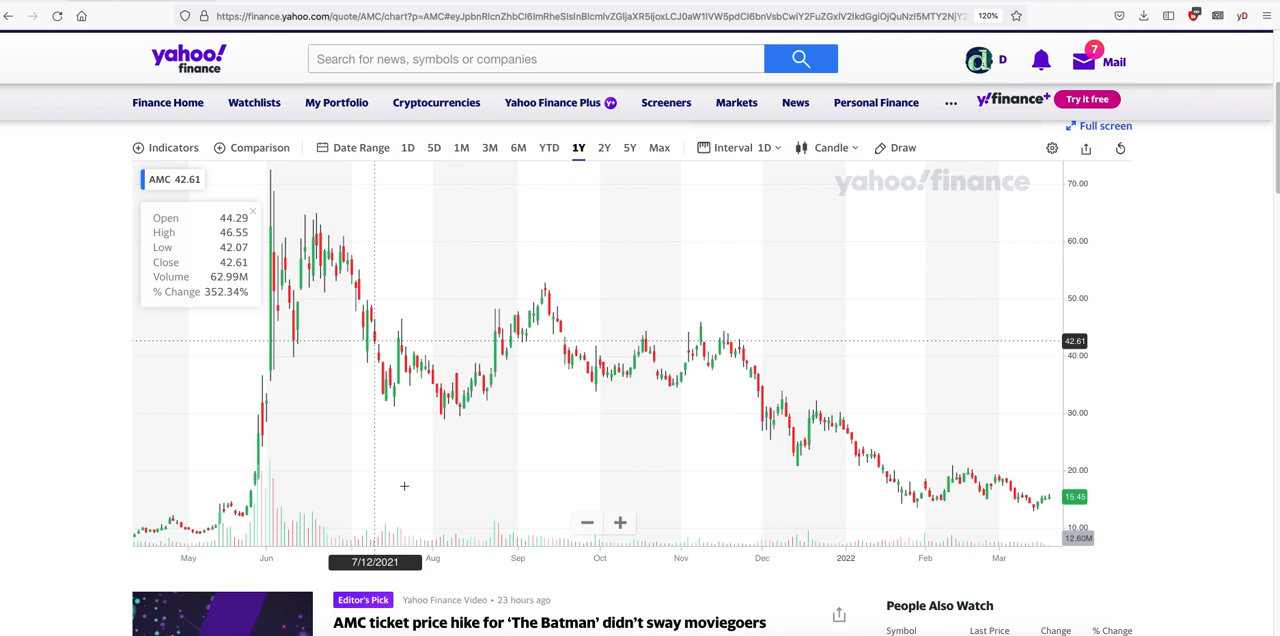 https://finance.yahoo.com/quote/AMC/chart?p=AMC#
120%
yahoo!
finance
Search for news, symbols or companies
d D 7 Mail
Finance Home Watchlists My Portfolio Cryptocurrencies Yahoo Finance Plus Y+ Screeners Markets News Personal Finance ... y!finance+ Try it free
Full screen
Indicators Comparison Date Range 1D 5D 1M 3M 6M YTD 1Y 2Y 5Y Max Interval 1D Candle Draw
AMC 42.61
yahoo!finance
70.00
Open 44.29
High 46.55
Low 42.07
Close 42.61
Volume 62.99M
% Change 352.34%
60.00
50.00
42.61
40.00
30.00
20.00
15.45
10.00
12.60M
May Jun 7/12/2021 Aug Sep Oct Nov Dec 2022 Feb Mar
Editor's Pick Yahoo Finance Video • 23 hours ago
AMC ticket price hike for ‘The Batman’ didn’t sway moviegoers
People Also Watch
Symbol Last Price Change % Change